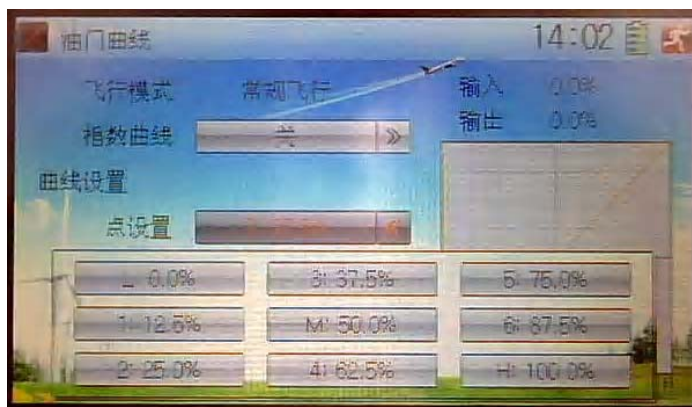 油门曲线 14:02
飞行模式 常规飞行 输入 0.0%
指数曲线 关 输出 0.0%
曲线设置
点设置
L: 0.0% 3: 37.5% 5: 75.0%
1: 12.5% M: 50.0% 6: 87.5%
2: 25.0% 4: 62.5% H: 100.0%